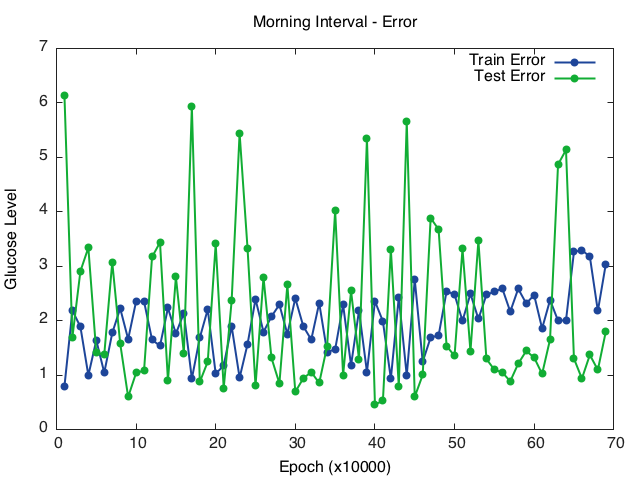 Morning Interval - Error
7
6
5
4
3
2
1
0
Glucose Level
Train Error
Test Error
0 10 20 30 40 50 60 70
Epoch (x10000)